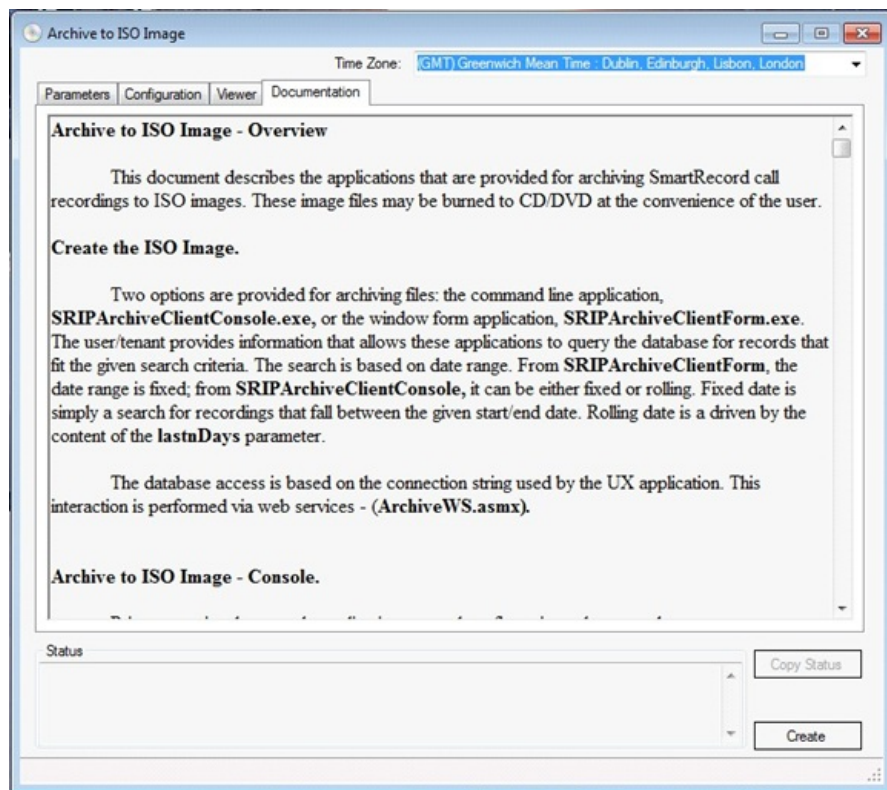 Archive to ISO Image
Time Zone: (GMT) Greenwich Mean Time : Dublin, Edinburgh, Lisbon, London
Parameters Configuration Viewer Documentation
Archive to ISO Image - Overview
This document describes the applications that are provided for archiving SmartRecord call
recordings to ISO images. These image files may be burned to CD/DVD at the convenience of the user.
Create the ISO Image.
Two options are provided for archiving files: the command line application,
SRIPArchiveClientConsole.exe, or the window form application, SRIPArchiveClientForm.exe.
The user/tenant provides information that allows these applications to query the database for records that
fit the given search criteria. The search is based on date range. From SRIPArchiveClientForm, the
date range is fixed; from SRIPArchiveClientConsole, it can be either fixed or rolling. Fixed date is
simply a search for recordings that fall between the given start/end date. Rolling date is a driven by the
content of the lastnDays parameter.
The database access is based on the connection string used by the UX application. This
interaction is performed via web services - (ArchiveWS.asmx).
Archive to ISO Image - Console.
Status
Copy Status
Create